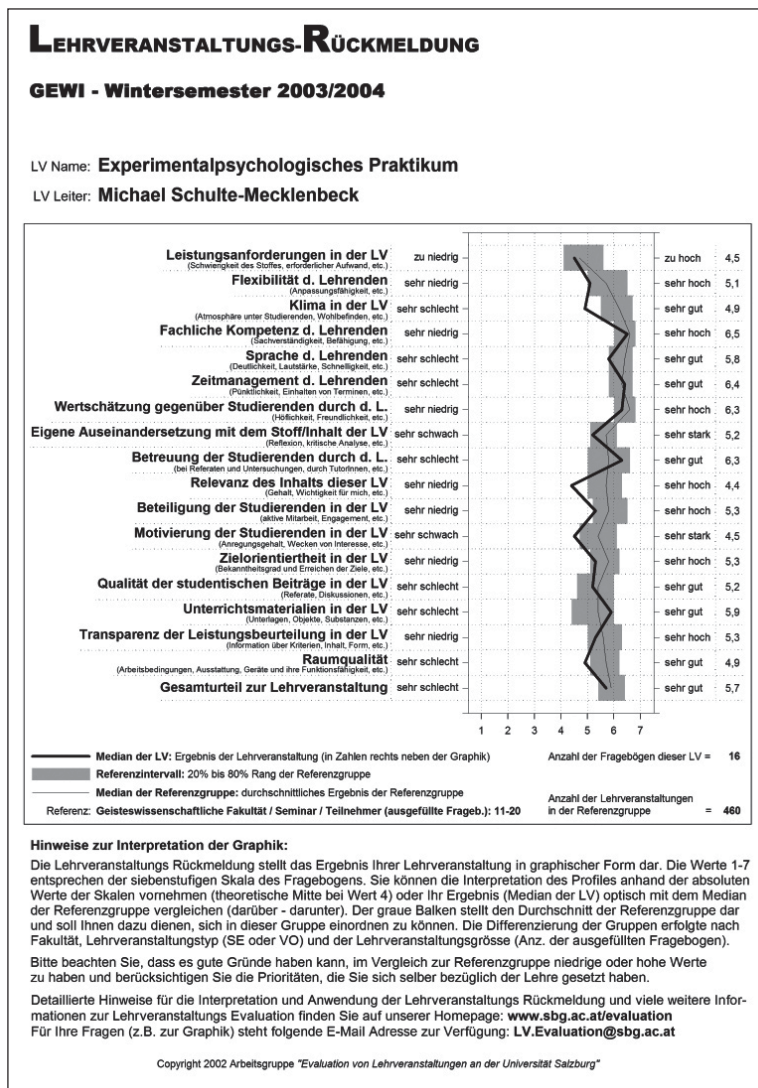 LEHRVERANSTALTUNGS-RÜCKMELDUNG
GEWI - Wintersemester 2003/2004
LV Name: Experimentalpsychologisches Praktikum
LV Leiter: Michael Schulte-Mecklenbeck
Leistungsanforderungen in der LV zu niedrig zu hoch 4,5
(Schwierigkeit des Stoffes, erforderlicher Aufwand, etc.)
Flexibilität d. Lehrenden sehr niedrig sehr hoch 5,1
(Anpassungsfähigkeit, etc.)
Klima in der LV sehr schlecht sehr gut 4,9
(Atmosphäre unter Studierenden, Wohlbefinden, etc.)
Fachliche Kompetenz d. Lehrenden sehr niedrig sehr hoch 6,5
(Sachverständigkeit, Befähigung, etc.)
Sprache d. Lehrenden sehr schlecht sehr gut 5,8
(Deutlichkeit, Lautstärke, Schnelligkeit, etc.)
Zeitmanagement d. Lehrenden sehr schlecht sehr gut 6,4
(Pünktlichkeit, Einhalten von Terminen, etc.)
Wertschätzung gegenüber Studierenden durch d. L. sehr niedrig sehr hoch 6,3
(Höflichkeit, Freundlichkeit, etc.)
Eigene Auseinandersetzung mit dem Stoff/Inhalt der LV sehr schwach sehr stark 5,2
(Reflexion, kritische Analyse, etc.)
Betreuung der Studierenden durch d. L. sehr schlecht sehr gut 6,3
(bei Referaten und Untersuchungen, durch TutorInnen, etc.)
Relevanz des Inhalts dieser LV sehr niedrig sehr hoch 4,4
(Gehalt, Wichtigkeit für mich, etc.)
Beteiligung der Studierenden in der LV sehr niedrig sehr hoch 5,3
(aktive Mitarbeit, Engagement, etc.)
Motivierung der Studierenden in der LV sehr schwach sehr stark 4,5
(Anregungsgehalt, Wecken von Interesse, etc.)
Zielorientiertheit in der LV sehr niedrig sehr hoch 5,3
(Bekanntheitsgrad und Erreichen der Ziele, etc.)
Qualität der studentischen Beiträge in der LV sehr schlecht sehr gut 5,2
(Referate, Diskussionen, etc.)
Unterrichtsmaterialien in der LV sehr schlecht sehr gut 5,9
(Unterlagen, Objekte, Substanzen, etc.)
Transparenz der Leistungsbeurteilung in der LV sehr niedrig sehr hoch 5,3
(Information über Kriterien, Inhalt, Form, etc.)
Raumqualität sehr schlecht sehr gut 4,9
(Arbeitsbedingungen, Ausstattung, Geräte und ihre Funktionsfähigkeit, etc.)
Gesamturteil zur Lehrveranstaltung sehr schlecht sehr gut 5,7
1 2 3 4 5 6 7
Median der LV: Ergebnis der Lehrveranstaltung (in Zahlen rechts neben der Graphik) Anzahl der Fragebögen dieser LV = 16
Referenzintervall: 20% bis 80% Rang der Referenzgruppe
Median der Referenzgruppe: durchschnittliches Ergebnis der Referenzgruppe
Referenz: Geisteswissenschaftliche Fakultät / Seminar / Teilnehmer (ausgefüllte Frageb.): 11-20
Anzahl der Lehrveranstaltungen
in der Referenzgruppe = 460
Hinweise zur Interpretation der Graphik:
Die Lehrveranstaltungs Rückmeldung stellt das Ergebnis Ihrer Lehrveranstaltung in graphischer Form dar. Die Werte 1-7
entsprechen der siebenstufigen Skala des Fragebogens. Sie können die Interpretation des Profiles anhand der absoluten
Werte der Skalen vornehmen (theoretische Mitte bei Wert 4) oder Ihr Ergebnis (Median der LV) optisch mit dem Median
der Referenzgruppe vergleichen (darüber - darunter). Der graue Balken stellt den Durchschnitt der Referenzgruppe dar
und soll Ihnen dazu dienen, sich in dieser Gruppe einordnen zu können. Die Differenzierung der Gruppen erfolgte nach
Fakultät, Lehrveranstaltungstyp (SE oder VO) und der Lehrveranstaltungsgrösse (Anz. der ausgefüllten Fragebogen).
Bitte beachten Sie, dass es gute Gründe haben kann, im Vergleich zur Referenzgruppe niedrige oder hohe Werte
zu haben und berücksichtigen Sie die Prioritäten, die Sie sich selber bezüglich der Lehre gesetzt haben.
Detaillierte Hinweise für die Interpretation und Anwendung der Lehrveranstaltungs Rückmeldung und viele weitere Infor-
mationen zur Lehrveranstaltungs Evaluation finden Sie auf unserer Homepage: www.sbg.ac.at/evaluation
Für Ihre Fragen (z.B. zur Graphik) steht folgende E-Mail Adresse zur Verfügung: LV.Evaluation@sbg.ac.at
Copyright 2002 Arbeitsgruppe "Evaluation von Lehrveranstaltungen an der Universität Salzburg"